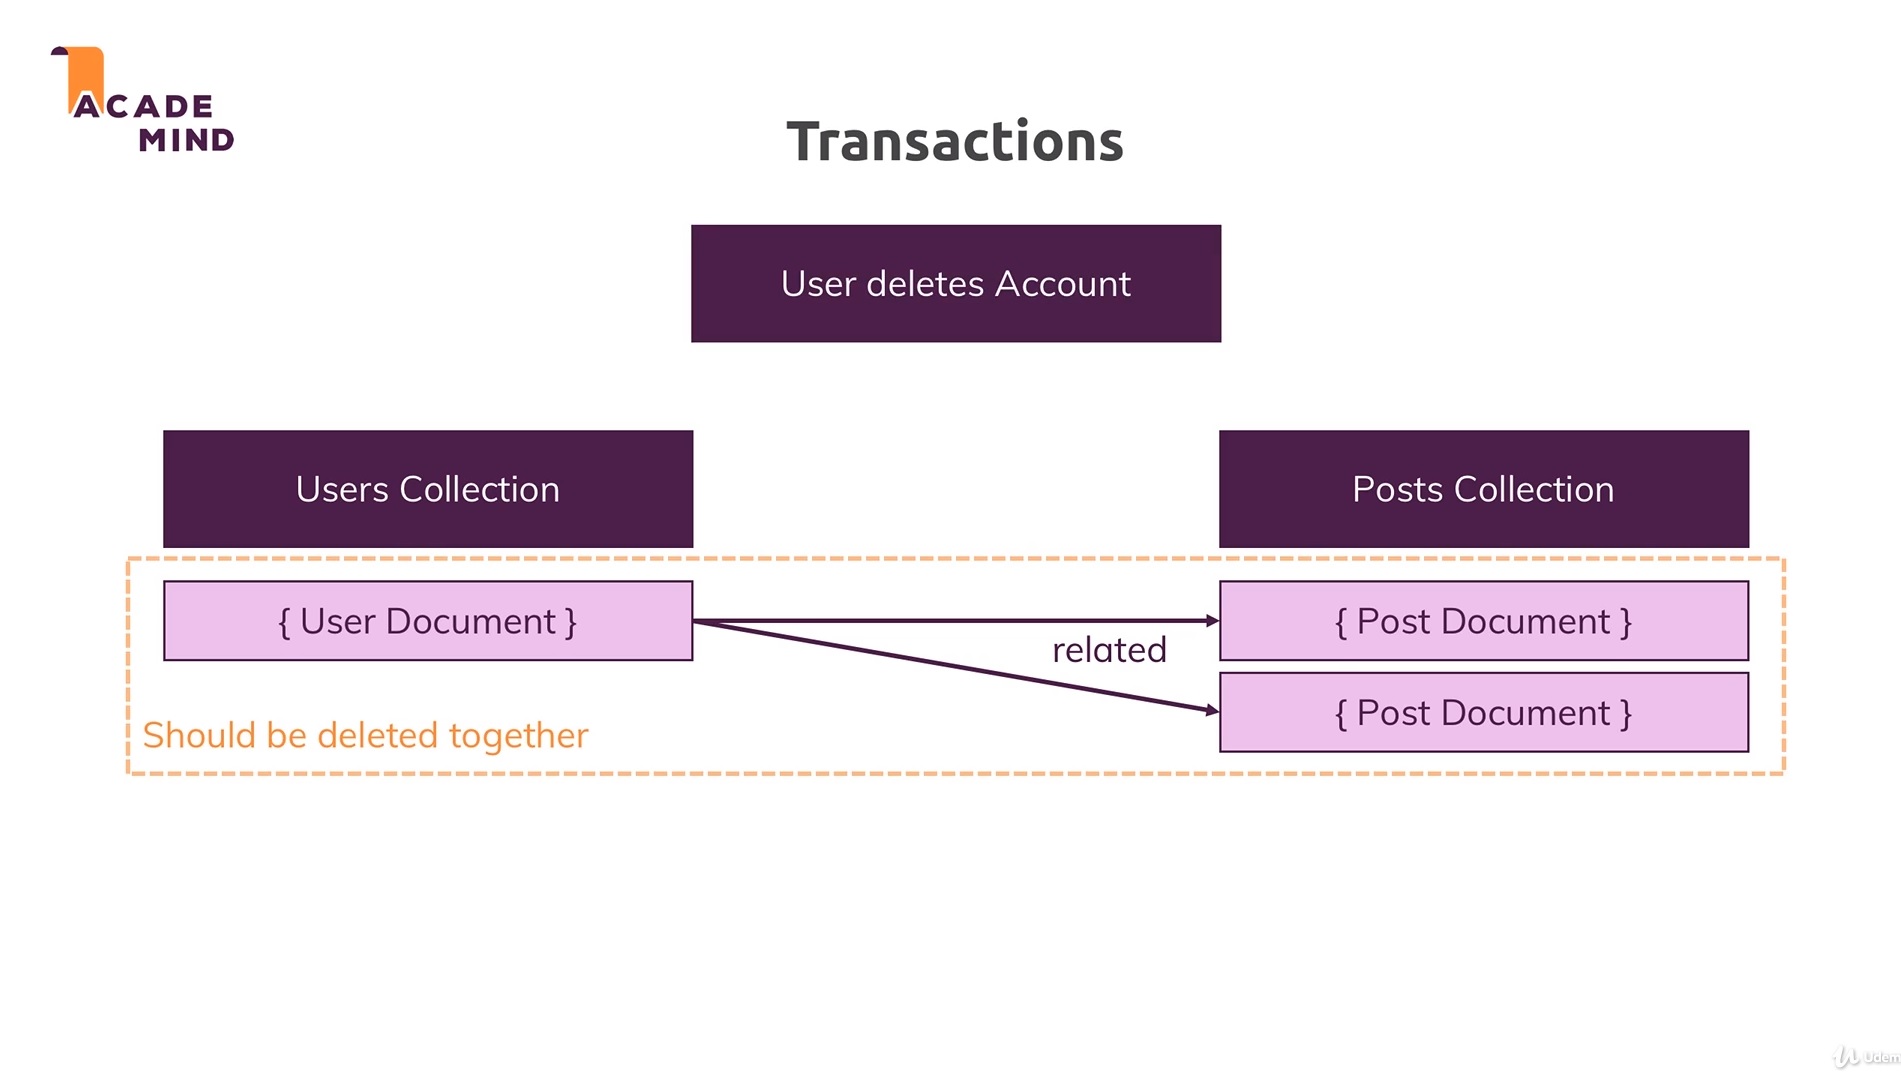 ACADE
MIND
Transactions
User deletes Account
Users Collection
Posts Collection
{ User Document }
{ Post Document }
related
{ Post Document }
Should be deleted together
Udem